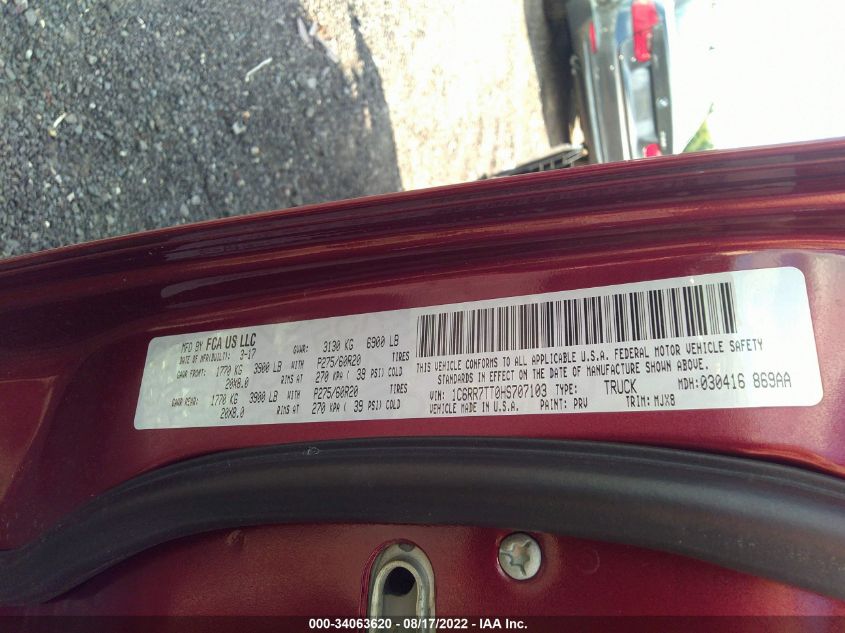 MFD BY FCA US LLC
DATE OF MFR/BUILT: 3-17 GVWR: 3130 KG 6900 LB
GAWR FRONT: 1770 KG 3900 LB WITH P275/60R20 TIRES
20X8.0 RIMS AT 270 KPA ( 39 PSI) COLD
GAWR REAR: 1770 KG 3900 LB WITH P275/60R20 TIRES
20X8.0 RIMS AT 270 KPA ( 39 PSI) COLD
THIS VEHICLE CONFORMS TO ALL APPLICABLE U.S.A. FEDERAL MOTOR VEHICLE SAFETY
STANDARDS IN EFFECT ON THE DATE OF MANUFACTURE SHOWN ABOVE.
VIN: 1C6RR7TT0HS707103 TYPE: TRUCK MDH: 030416 869AA
VEHICLE MADE IN U.S.A. PAINT: PRV TRIM: MJX8
000-34063620 - 08/17/2022 - IAA Inc.